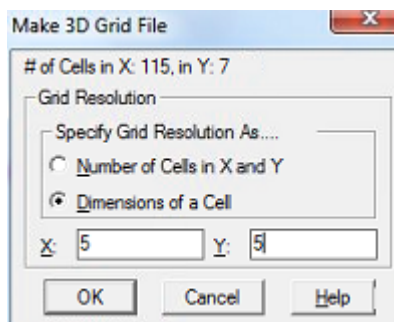 Make 3D Grid File
# of Cells in X: 115, in Y: 7
Grid Resolution
Specify Grid Resolution As....
Number of Cells in X and Y
Dimensions of a Cell
X: 5 Y: 5
OK Cancel Help